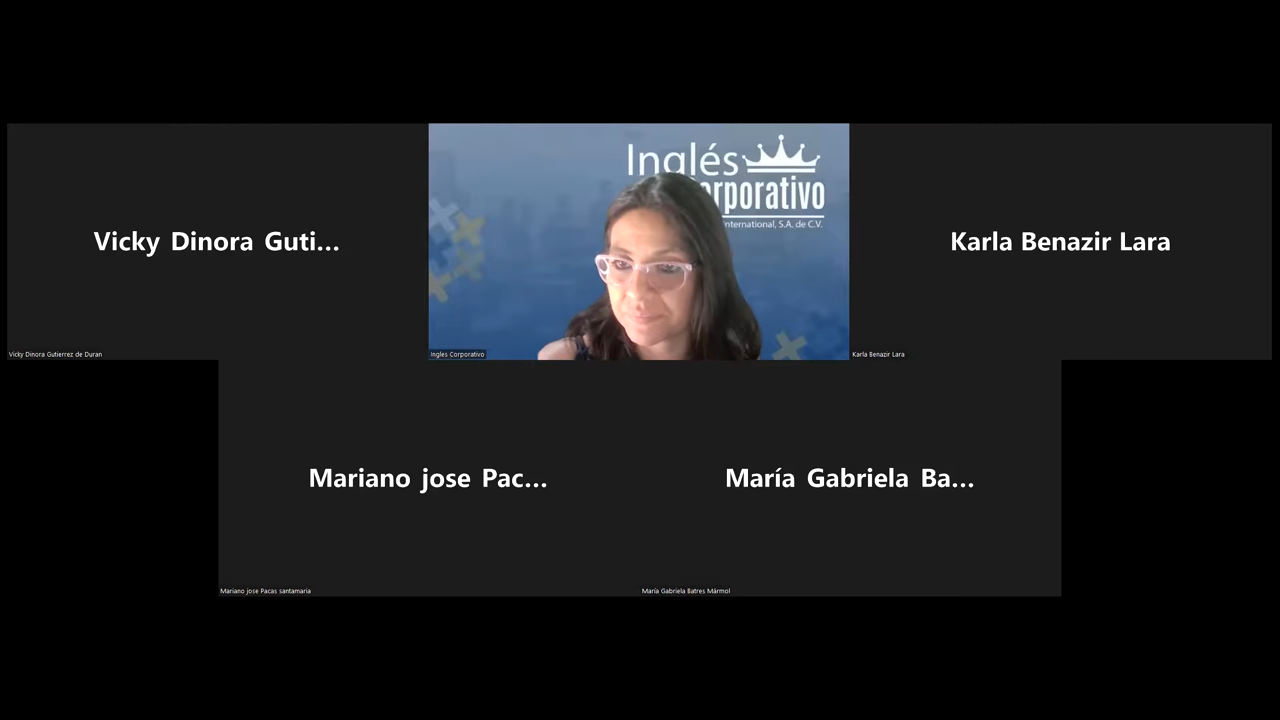 Vicky Dinora Guti...
Vicky Dinora Gutierrez de Duran
Inglés
orporativo
International, S.A. de C.V.
Ingles Corporativo
Karla Benazir Lara
Karla Benazir Lara
Mariano jose Pac...
Mariano jose Pacas santamaria
María Gabriela Ba...
María Gabriela Batres Mármol